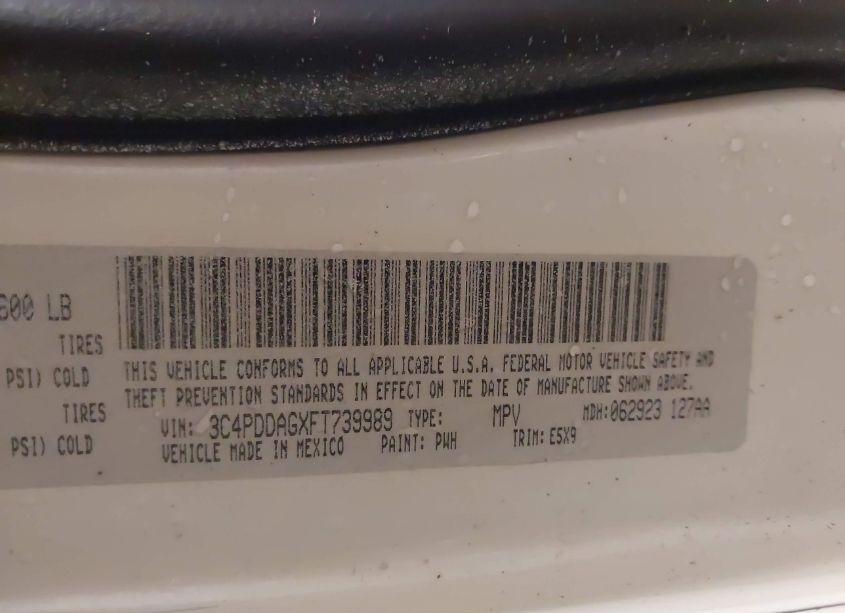 600 LB
TIRES
PSI) COLD
TIRES
PSI) COLD
THIS VEHICLE CONFORMS TO ALL APPLICABLE U.S.A. FEDERAL MOTOR VEHICLE SAFETY AND
THEFT PREVENTION STANDARDS IN EFFECT ON THE DATE OF MANUFACTURE SHOWN ABOVE.
VIN: 3C4PDDAGXFT739989 TYPE: MPV MDH:062923 127AA
VEHICLE MADE IN MEXICO PAINT: PWH TRIM: E5X9